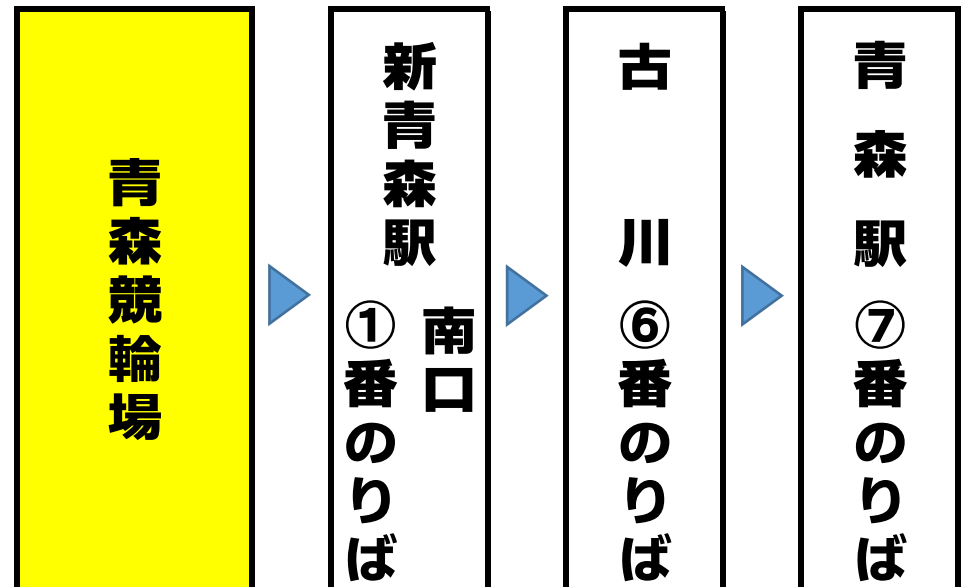 青森競輪場
新青森駅
南口
①番のりば
古川⑥番のりば
青森駅⑦番のりば